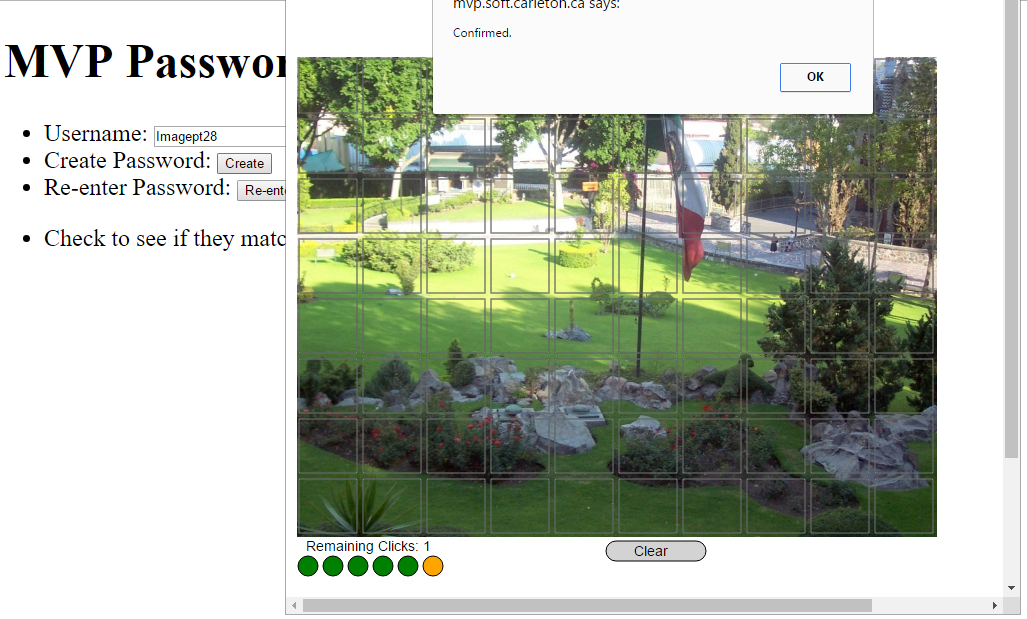 mvp.soft.carleton.ca says:
Confirmed.
OK
MVP Passwor
Username: Imagept28
Create Password: Create
Re-enter Password: Re-ente
Check to see if they matc
Remaining Clicks: 1
Clear